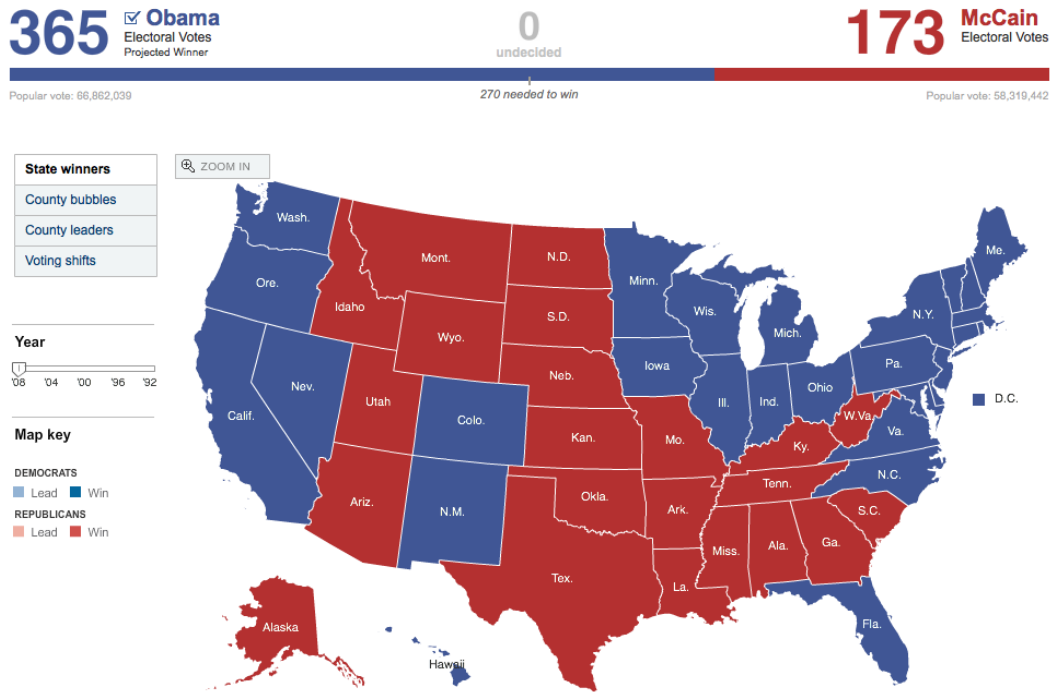 365
Obama
Electoral Votes
Projected Winner
0
undecided
173
McCain
Electoral Votes
Popular vote: 66,862,039
270 needed to win
Popular vote: 58,319,442
State winners
County bubbles
County leaders
Voting shifts
ZOOM IN
Year
'08 '04 '00 '96 '92
Map key
DEMOCRATS
Lead Win
REPUBLICANS
Lead Win
Wash.
Ore.
Calif.
Nev.
Idaho
Mont.
Wyo.
Utah
Colo.
Ariz.
N.M.
N.D.
S.D.
Neb.
Kan.
Okla.
Tex.
Minn.
Iowa
Mo.
Ark.
La.
Wis.
Ill.
Mich.
Ind.
Ohio
Ky.
Tenn.
Miss.
Ala.
Ga.
Fla.
S.C.
N.C.
Va.
W.Va.
Pa.
N.Y.
Me.
D.C.
Alaska
Hawaii